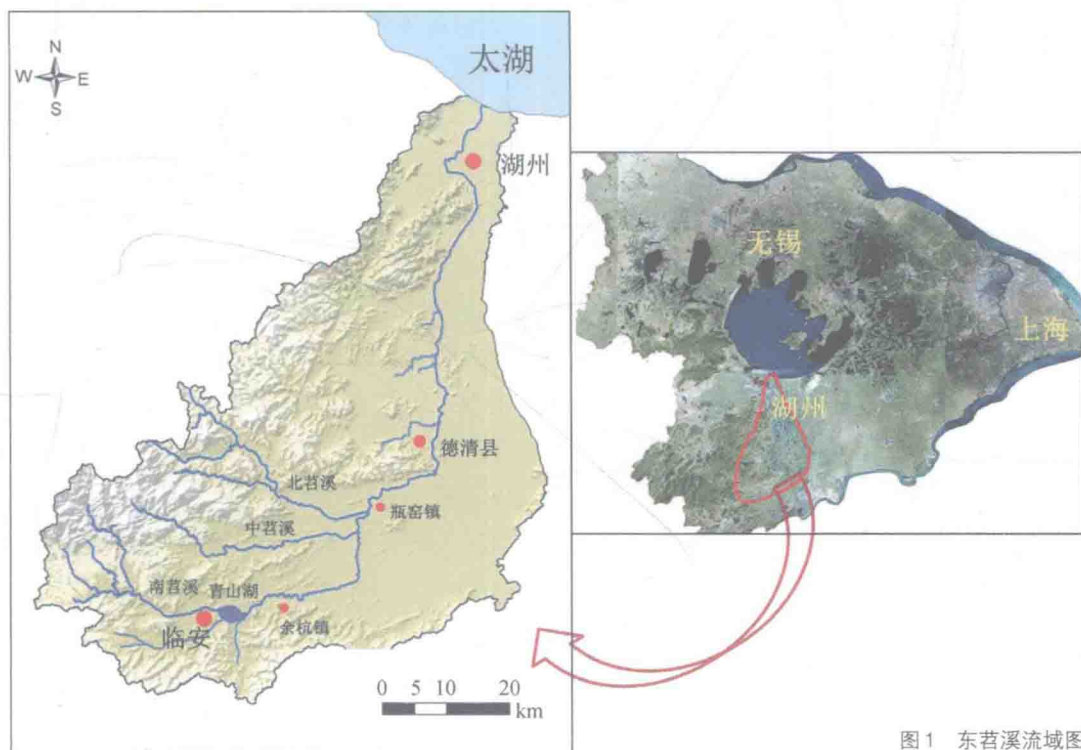 N
W E
S
太湖
湖州
德清县
北苕溪
瓶窑镇
中苕溪
南苕溪
青山湖
临安
余杭镇
0 5 10 20
km
无锡
上海
湖州
图1 东苕溪流域图